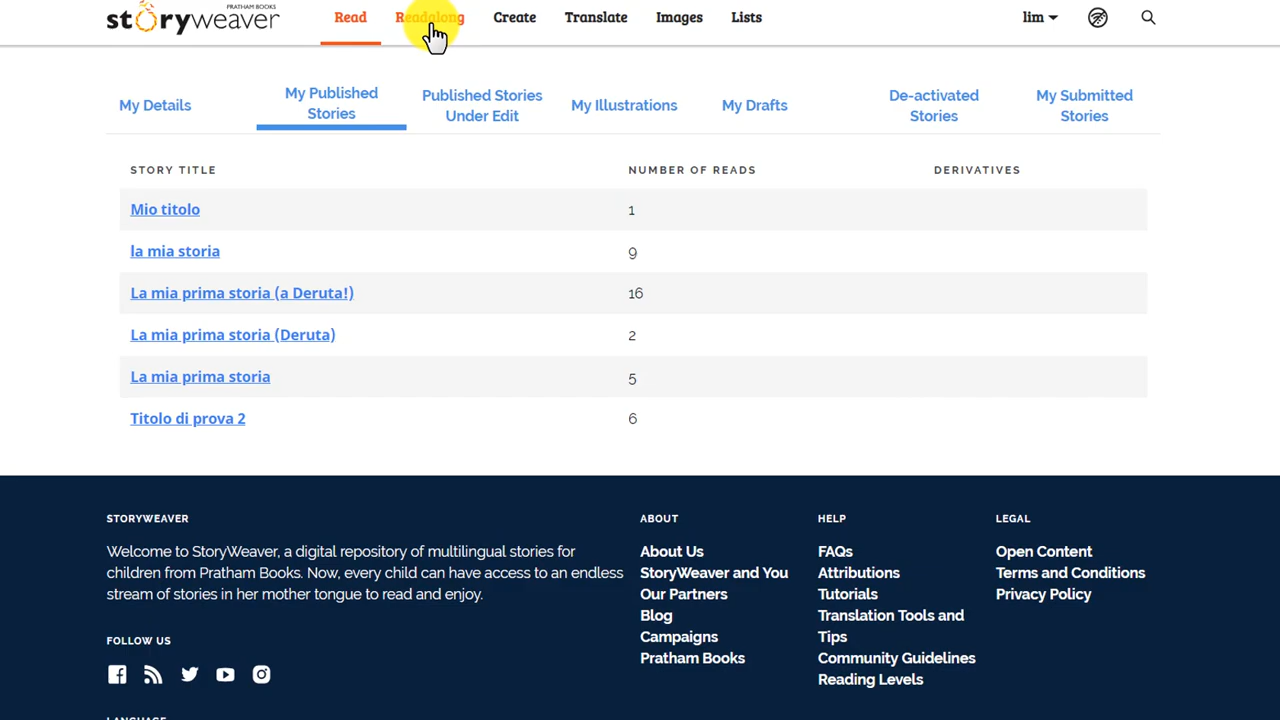 PRATHAM BOOKS
storyweaver
Read Readalong Create Translate Images Lists lim
My Details
My Published
Stories
Published Stories
Under Edit
My Illustrations
My Drafts
De-activated
Stories
My Submitted
Stories
STORY TITLE NUMBER OF READS DERIVATIVES
Mio titolo 1
la mia storia 9
La mia prima storia (a Deruta!) 16
La mia prima storia (Deruta) 2
La mia prima storia 5
Titolo di prova 2 6
STORYWEAVER
Welcome to StoryWeaver, a digital repository of multilingual stories for
children from Pratham Books. Now, every child can have access to an endless
stream of stories in her mother tongue to read and enjoy.
FOLLOW US
ABOUT
About Us
StoryWeaver and You
Our Partners
Blog
Campaigns
Pratham Books
HELP
FAQs
Attributions
Tutorials
Translation Tools and
Tips
Community Guidelines
Reading Levels
LEGAL
Open Content
Terms and Conditions
Privacy Policy
LANGUAGE